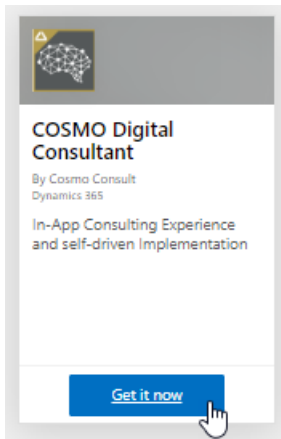 COSMO Digital
Consultant
By Cosmo Consult
Dynamics 365
In-App Consulting Experience
and self-driven Implementation
Get it now